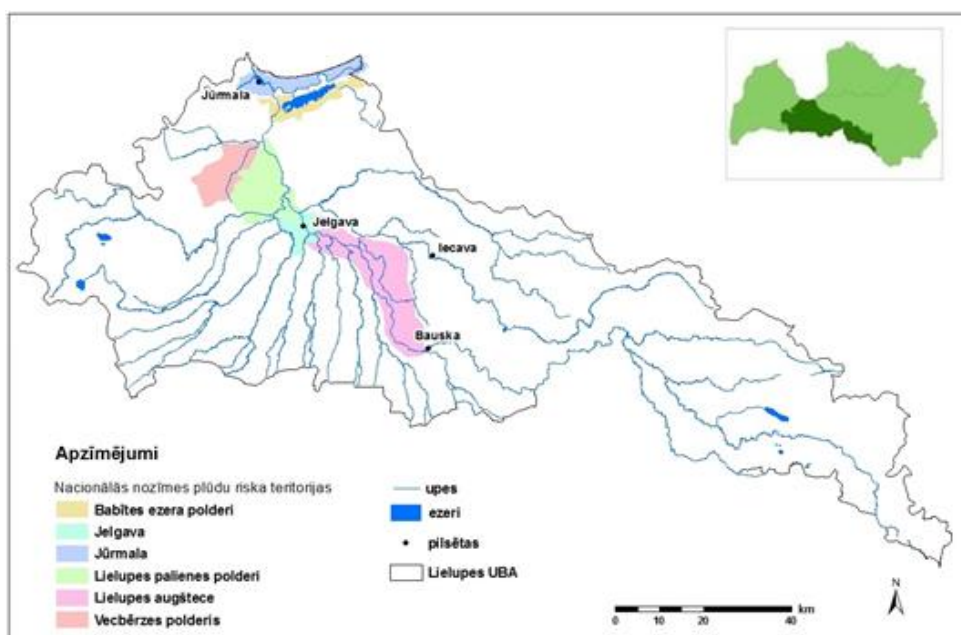 Jūrmala
Jelgava
Iecava
Bauska
Apzīmējumi
Nacionālās nozīmes plūdu riska teritorijas
Babītes ezera polderi
Jelgava
Jūrmala
Lielupes palienes polderi
Lielupes augštece
Vecbērzes polderis
upes
ezeri
pilsētas
Lielupes UBA
N
km
0 10 20 40